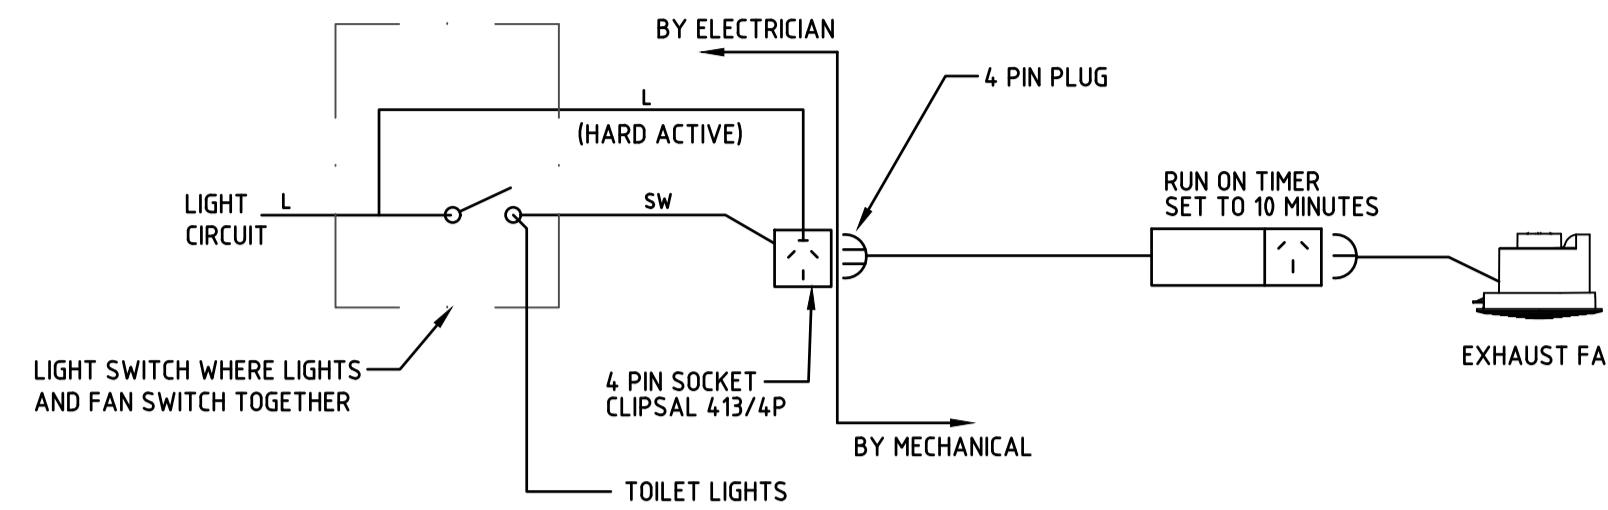 BY ELECTRICIAN
4 PIN PLUG
L
(HARD ACTIVE)
RUN ON TIMER
SET TO 10 MINUTES
LIGHT
CIRCUIT
L
SW
LIGHT SWITCH WHERE LIGHTS
AND FAN SWITCH TOGETHER
4 PIN SOCKET
CLIPSAL 413/4P
EXHAUST FA
BY MECHANICAL
TOILET LIGHTS